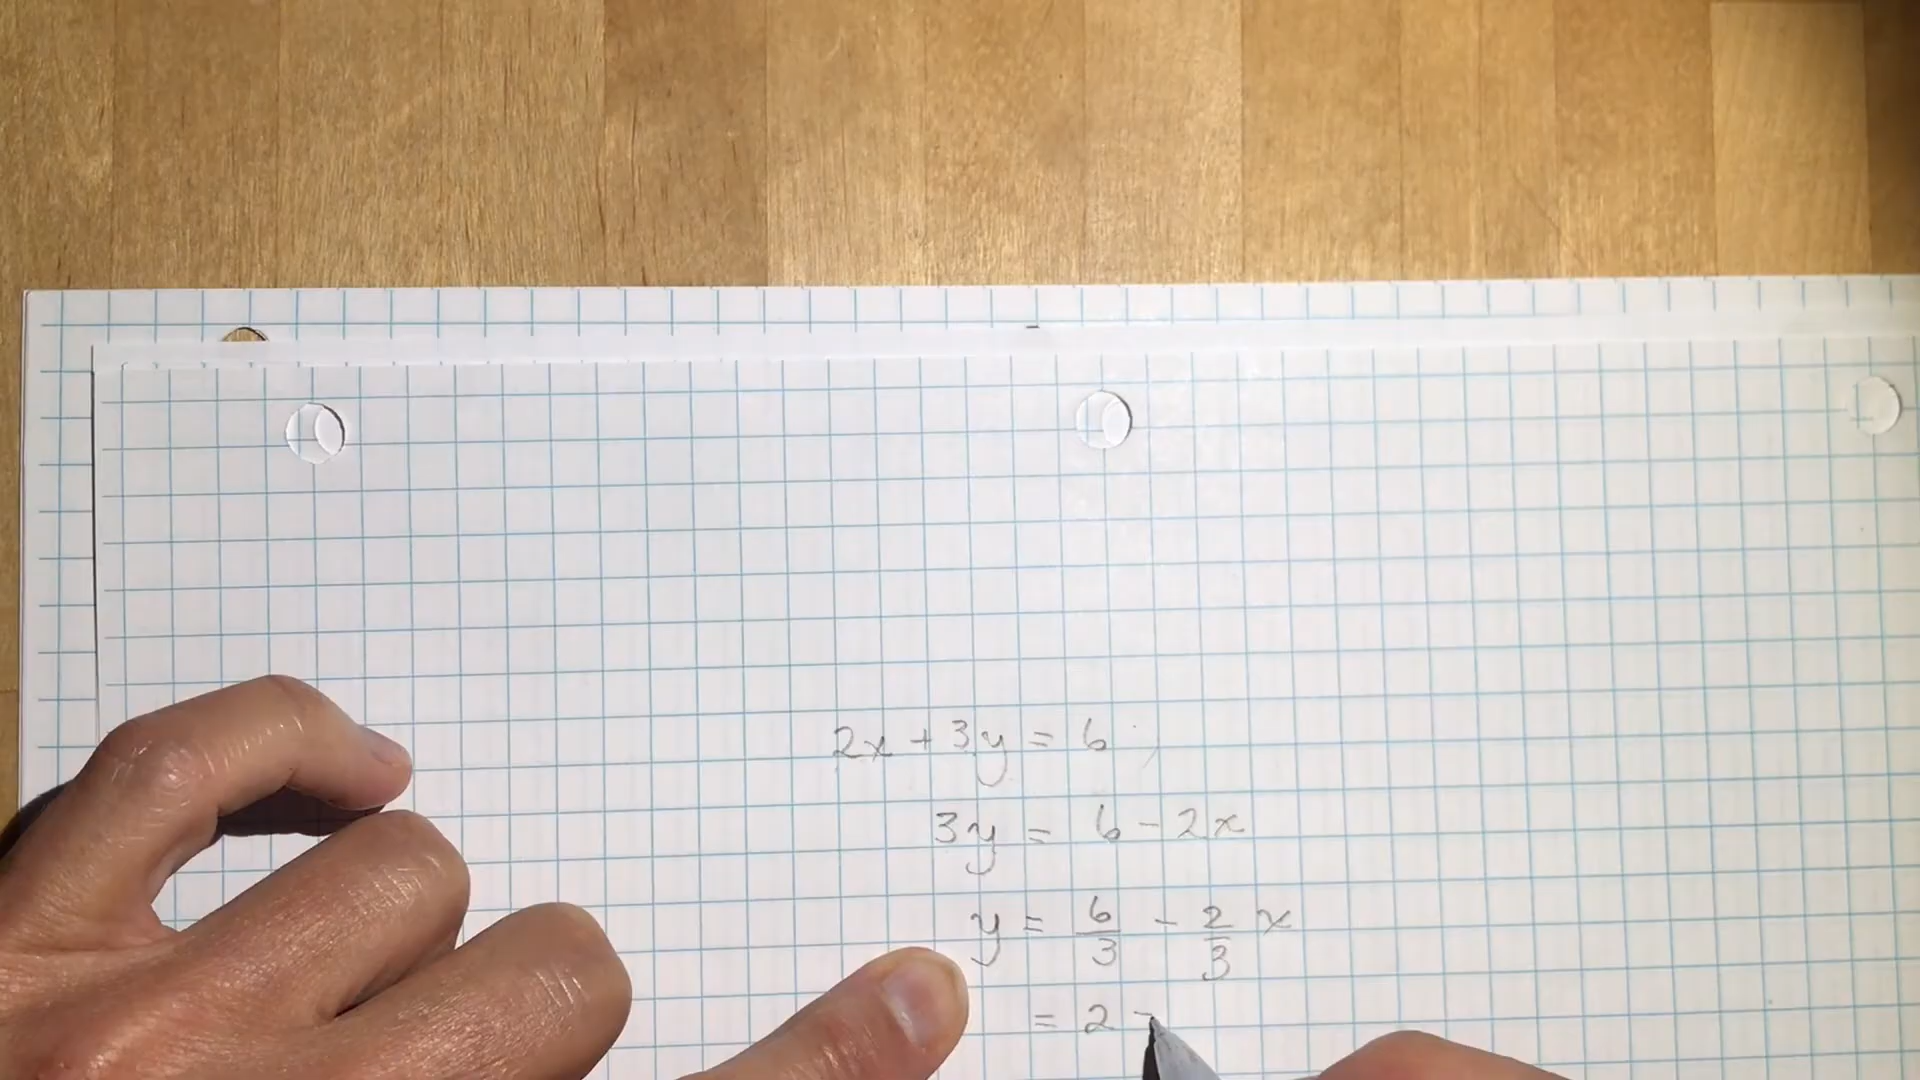 2x + 3y = 6
3y = 6 - 2x
y = 6/3 - 2/3 x
= 2 -